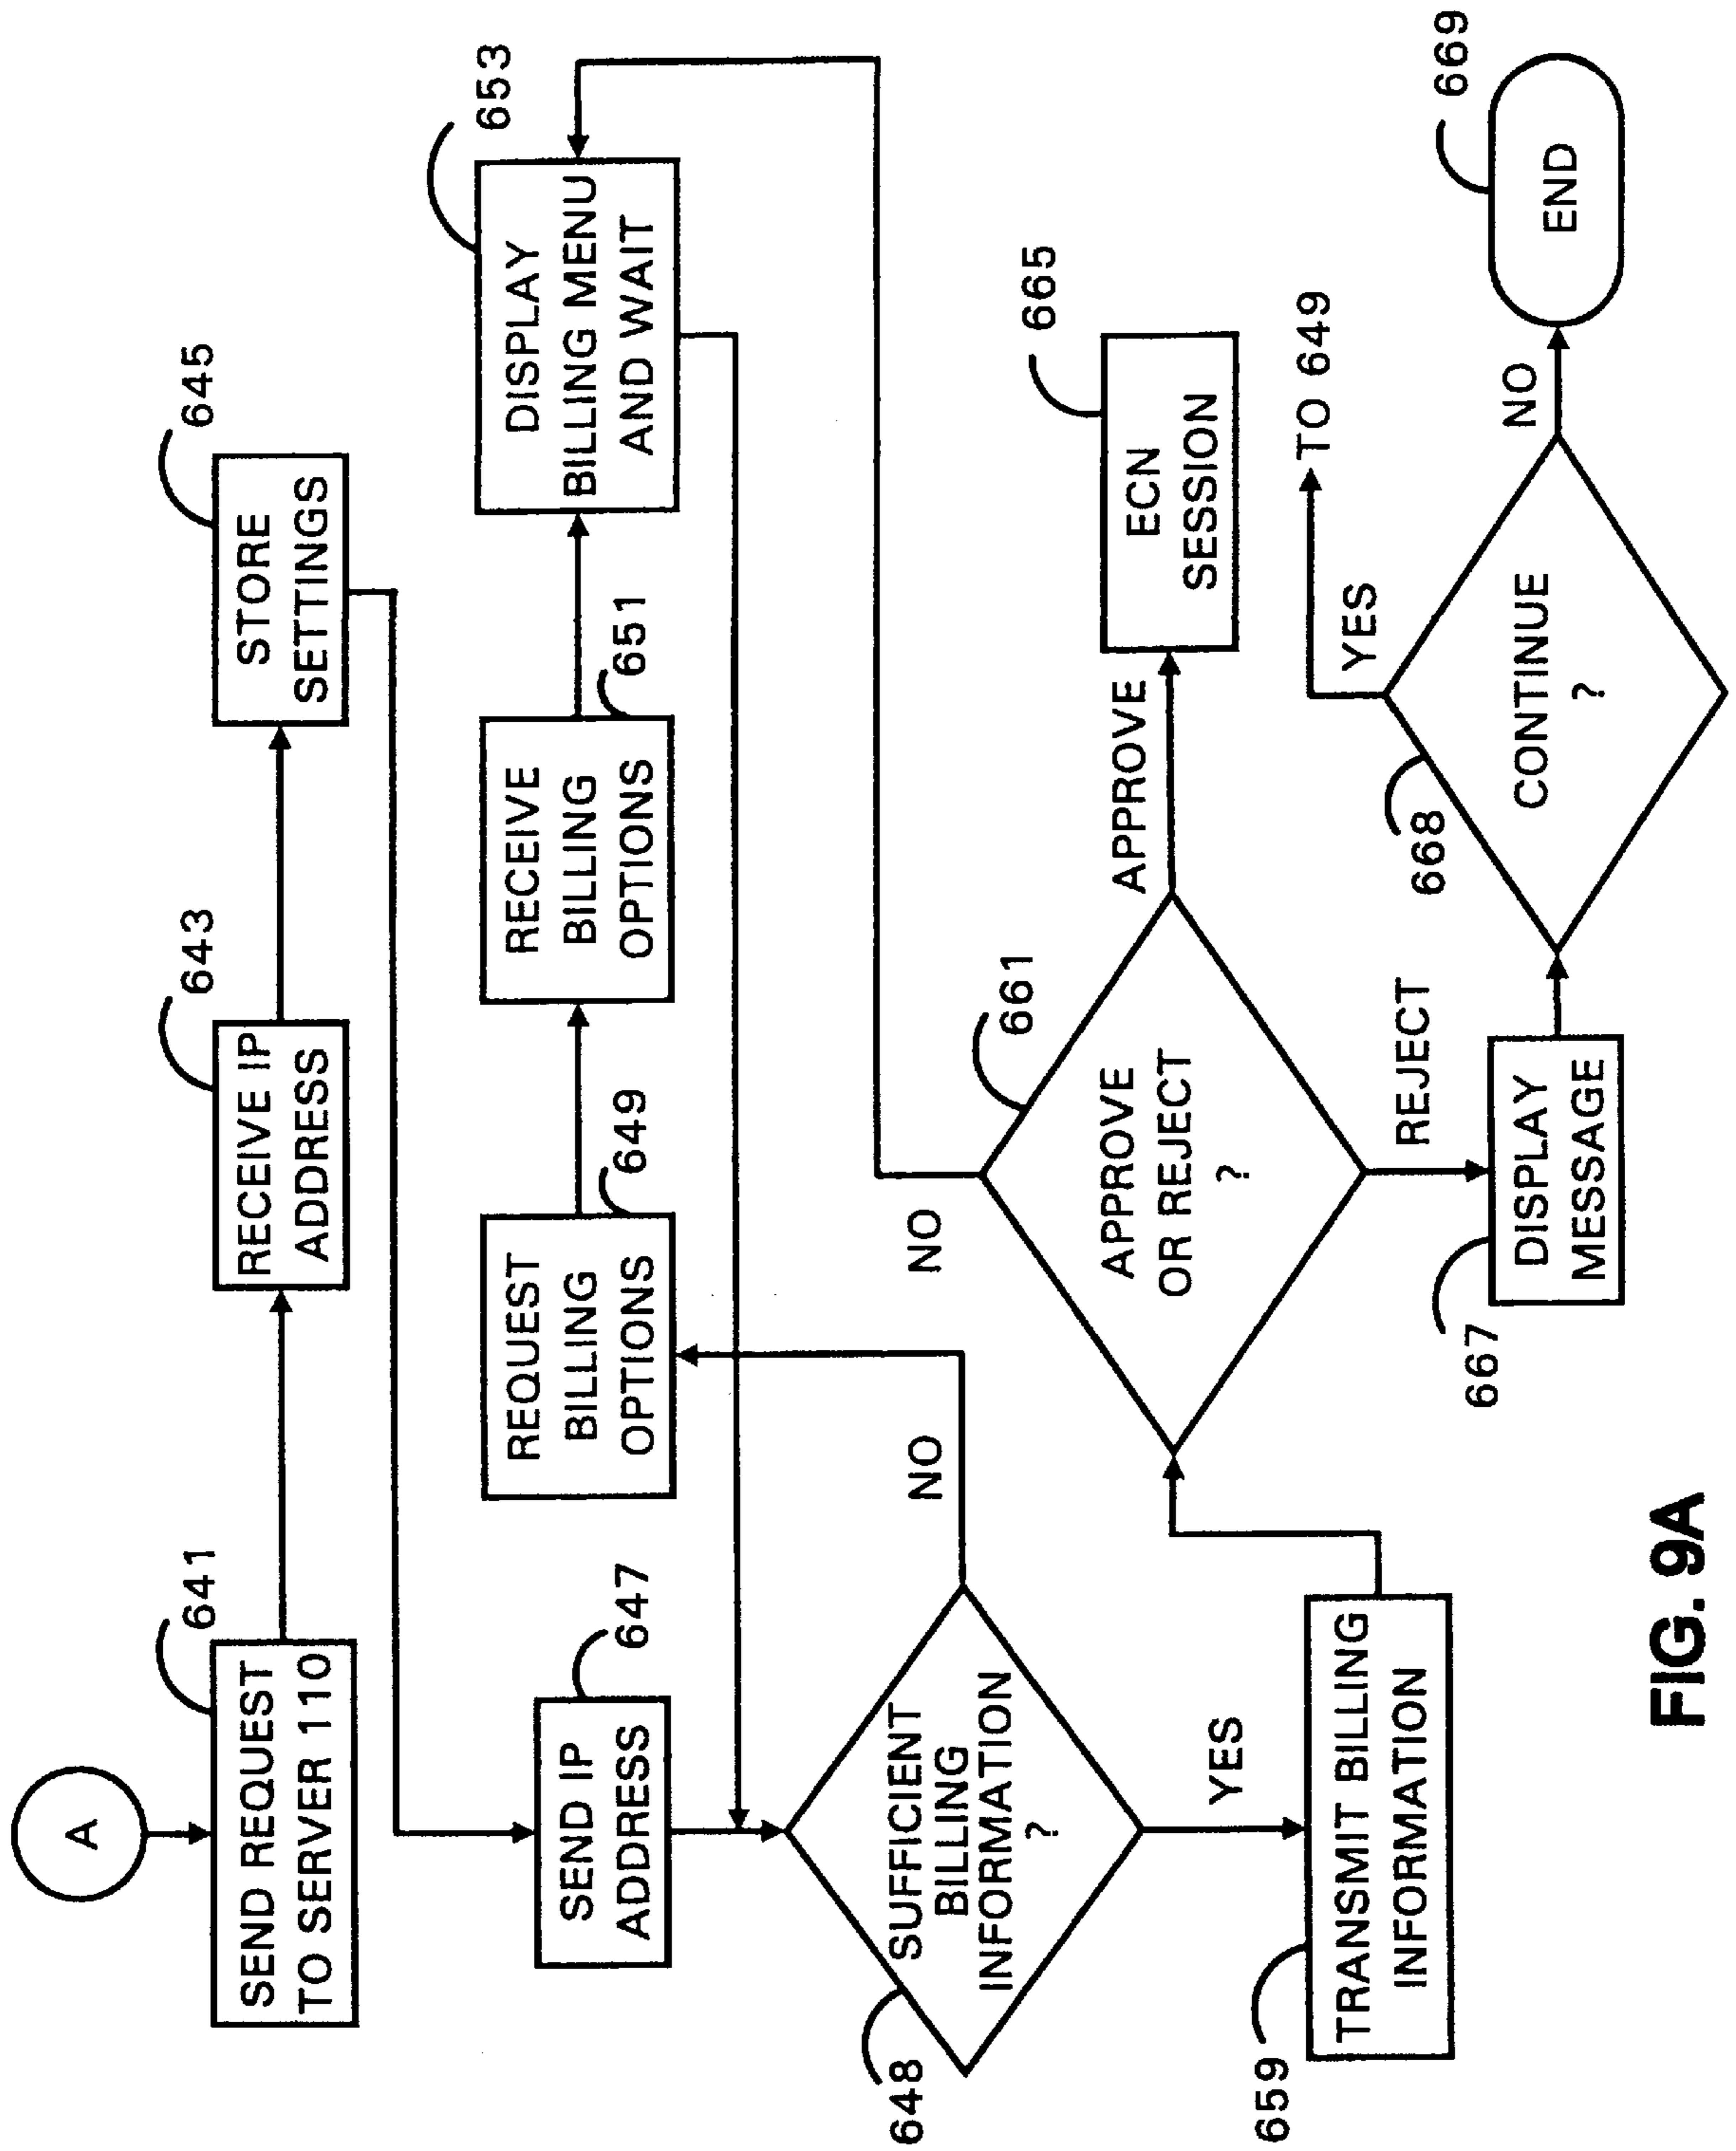 A
641
SEND REQUEST
TO SERVER 110
643
RECEIVE IP
ADDRESS
645
STORE
SETTINGS
647
SEND IP
ADDRESS
649
REQUEST
BILLING
OPTIONS
651
RECEIVE
BILLING
OPTIONS
653
DISPLAY
BILLING MENU
AND WAIT
648
SUFFICIENT
BILLING
INFORMATION
?
NO
YES
659
TRANSMIT BILLING
INFORMATION
661
APPROVE
OR REJECT
?
NO
APPROVE
REJECT
665
ECN
SESSION
667
DISPLAY
MESSAGE
668
CONTINUE
?
YES
TO 649
NO
669
END
FIG. 9A